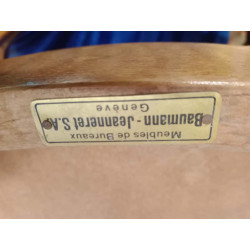 Meubles de Bureaux
Baumann - Jeanneret S.A.
Genève